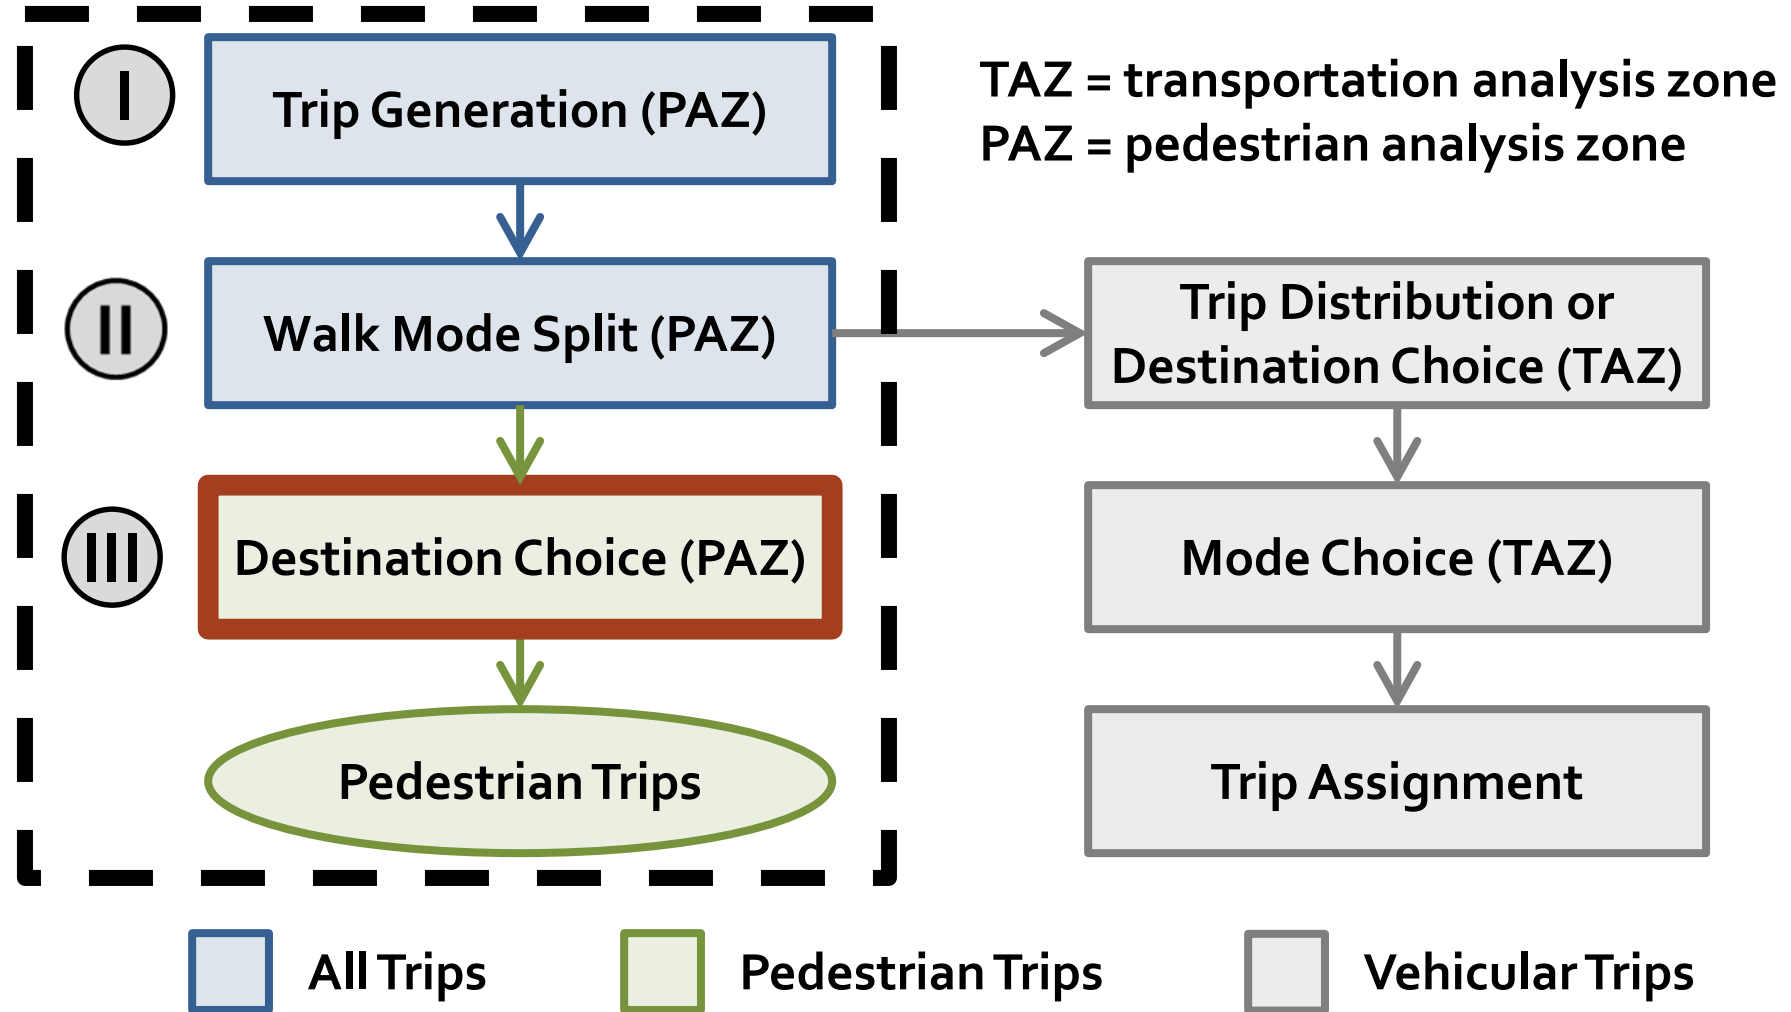 I
Trip Generation (PAZ)
TAZ = transportation analysis zone
PAZ = pedestrian analysis zone
II
Walk Mode Split (PAZ)
Trip Distribution or
Destination Choice (TAZ)
III
Destination Choice (PAZ)
Mode Choice (TAZ)
Pedestrian Trips
Trip Assignment
All Trips
Pedestrian Trips
Vehicular Trips